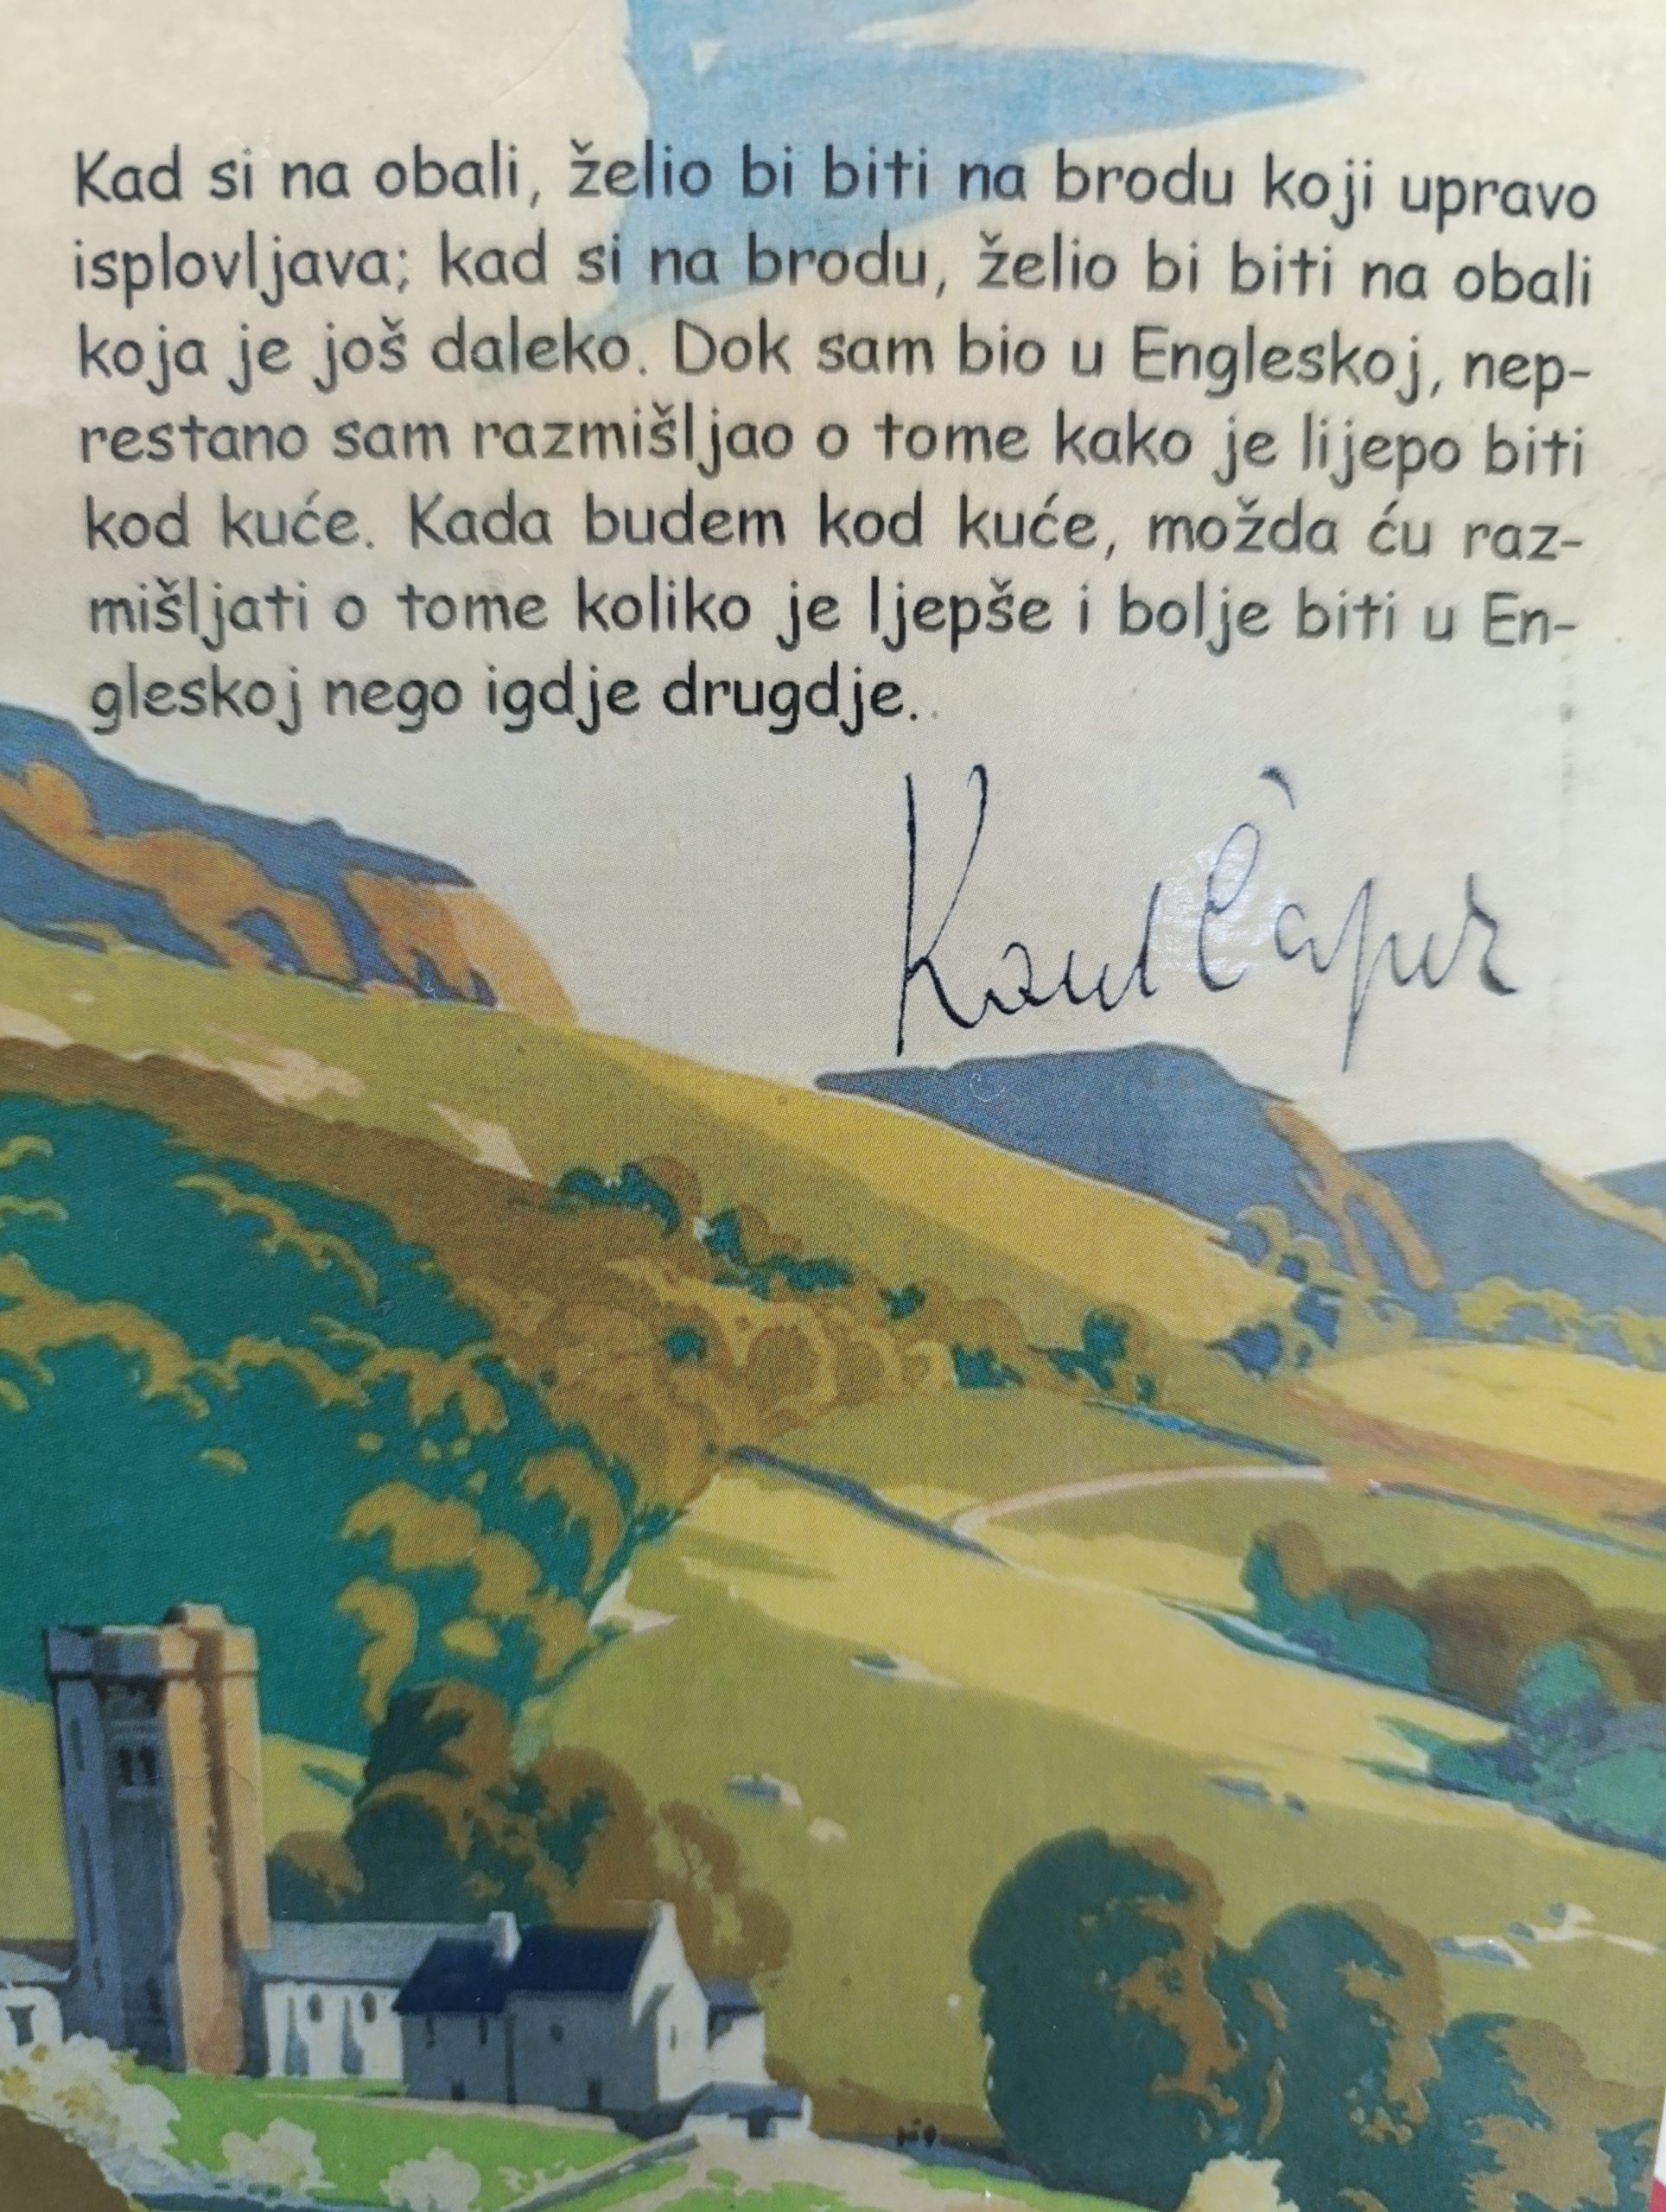 Kad si na obali, želio bi biti na brodu koji upravo
isplovljava; kad si na brodu, želio bi biti na obali
koja je još daleko. Dok sam bio u Engleskoj, nep-
restano sam razmišljao o tome kako je lijepo biti
kod kuće. Kada budem kod kuće, možda ću raz-
mišljati o tome koliko je ljepše i bolje biti u En-
gleskoj nego igdje drugdje.
Karel Čapek